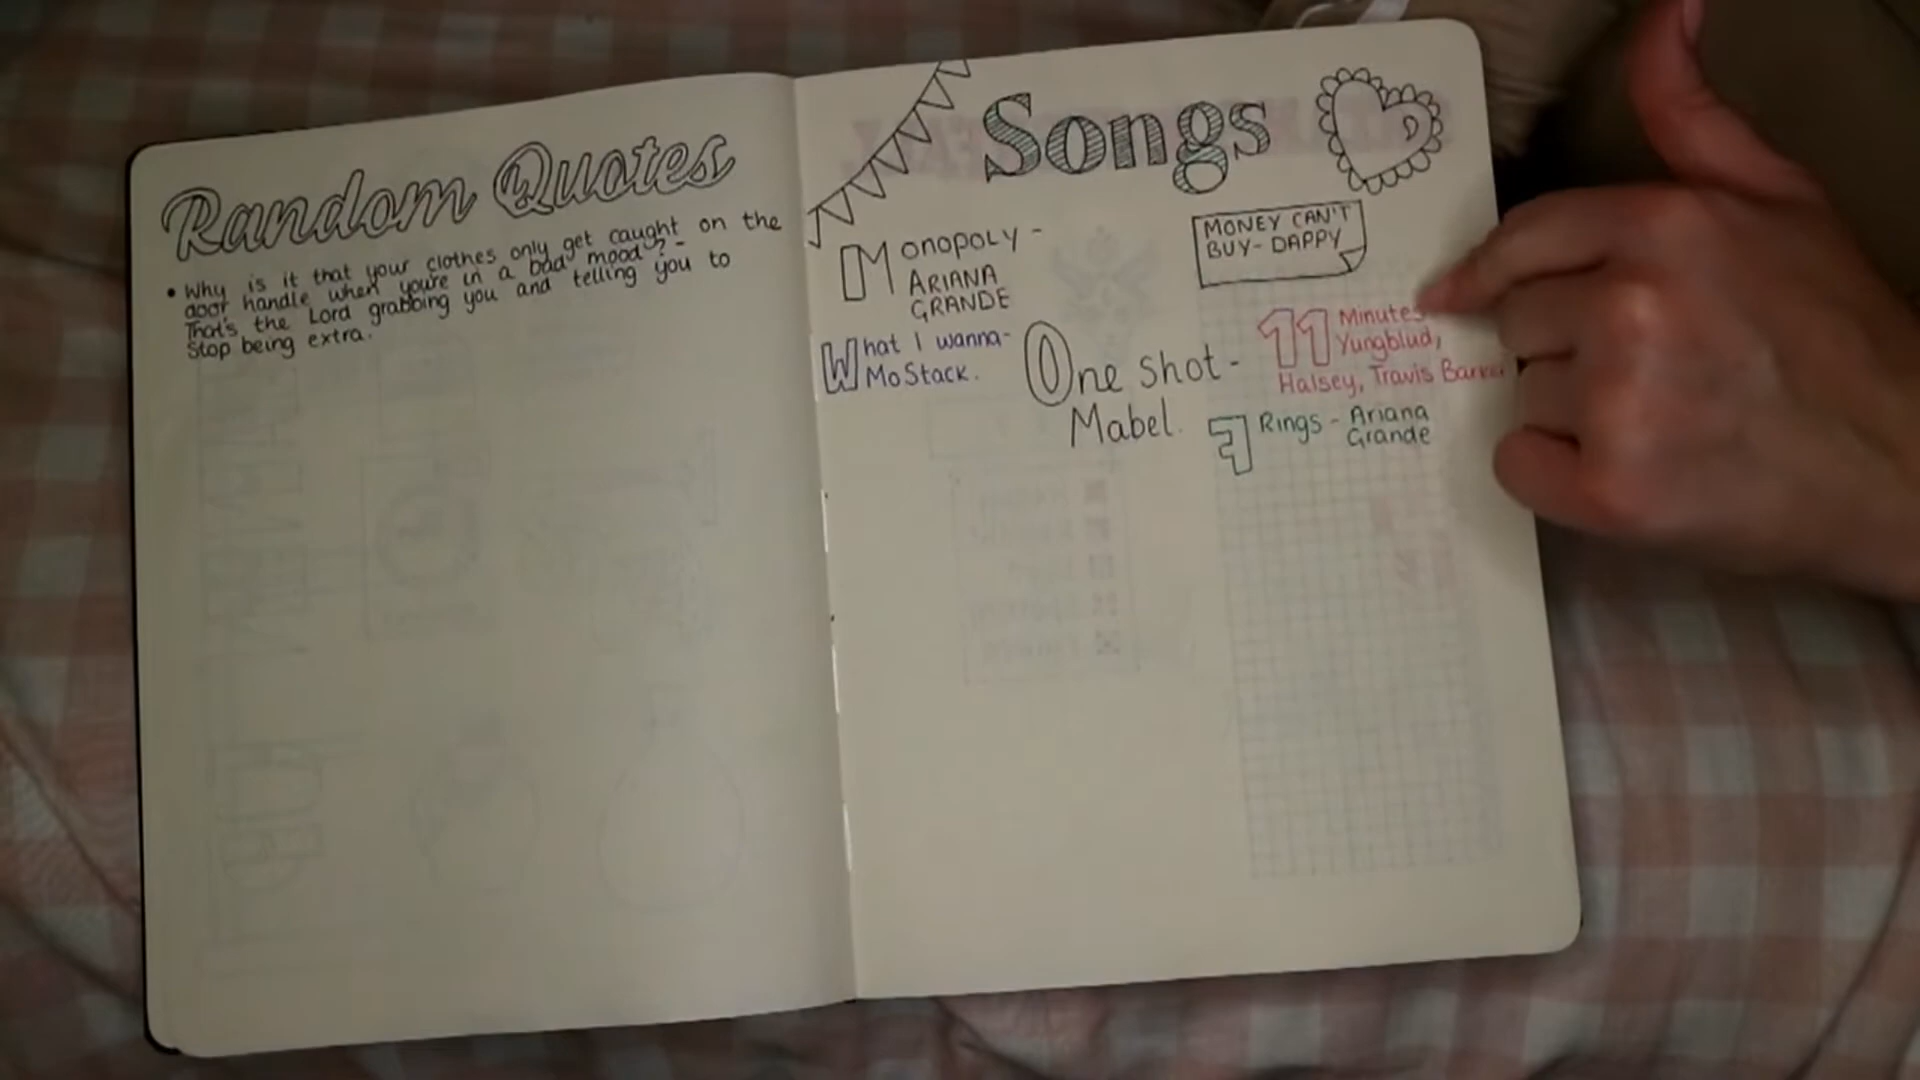 Random Quotes
• Why is it that your clothes only get caught on the
door handle when you're in a bad mood? -
That's the Lord grabbing you and telling you to
Stop being extra.
Songs
Monopoly -
ARIANA
GRANDE
What I wanna-
MoStack.
One Shot -
Mabel.
MONEY CAN'T
BUY- DAPPY
11 Minutes
Yungblud,
Halsey, Travis Barker
7 Rings - Ariana
Grande